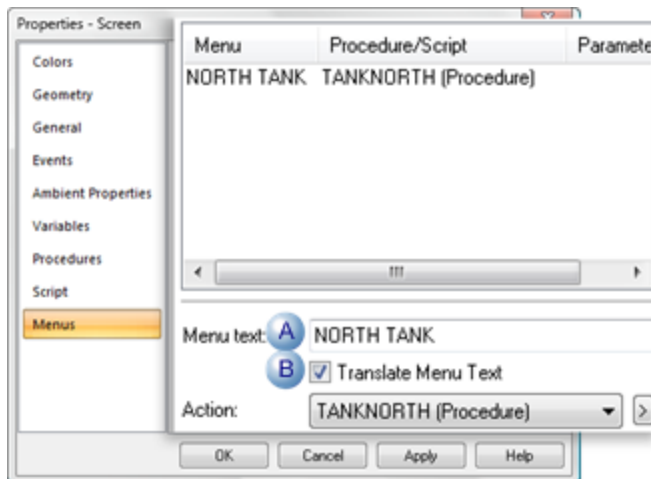 Properties - Screen
Colors
Geometry
General
Events
Ambient Properties
Variables
Procedures
Script
Menus
Menu Procedure/Script Paramete
NORTH TANK TANKNORTH (Procedure)
Menu text: A NORTH TANK
B Translate Menu Text
Action: TANKNORTH (Procedure) >
OK Cancel Apply Help